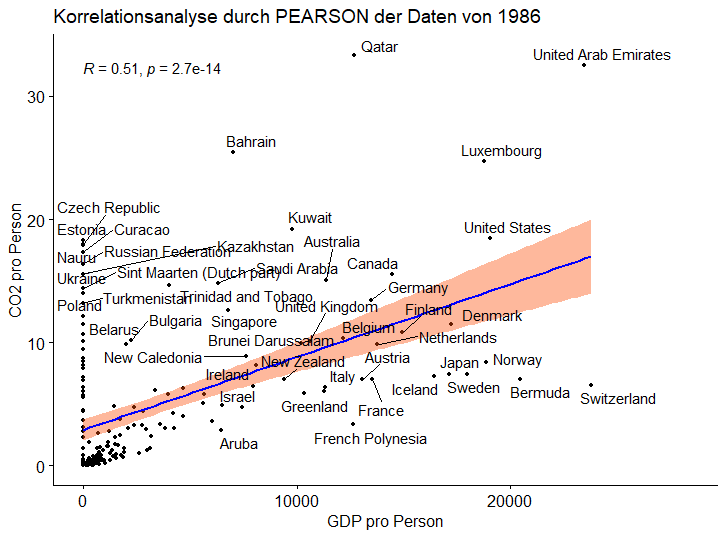 Korrelationsanalyse durch PEARSON der Daten von 1986
R = 0.51, p = 2.7e-14
Qatar
United Arab Emirates
Bahrain
Luxembourg
Czech Republic
Kuwait
Estonia
Curacao
United States
Australia
Kazakhstan
Russian Federation
Nauru
Canada
Saudi Arabia
Sint Maarten (Dutch part)
Ukraine
Germany
Turkmenistan
Trinidad and Tobago
Poland
United Kingdom
Finland
Denmark
Bulgaria
Singapore
Belarus
Belgium
Brunei Darussalam
Netherlands
New Caledonia
New Zealand
Austria
Japan
Norway
Ireland
Italy
Iceland
Sweden
Bermuda
Switzerland
Israel
Greenland
France
Aruba
French Polynesia
CO2 pro Person
30
20
10
0
0
10000
20000
GDP pro Person